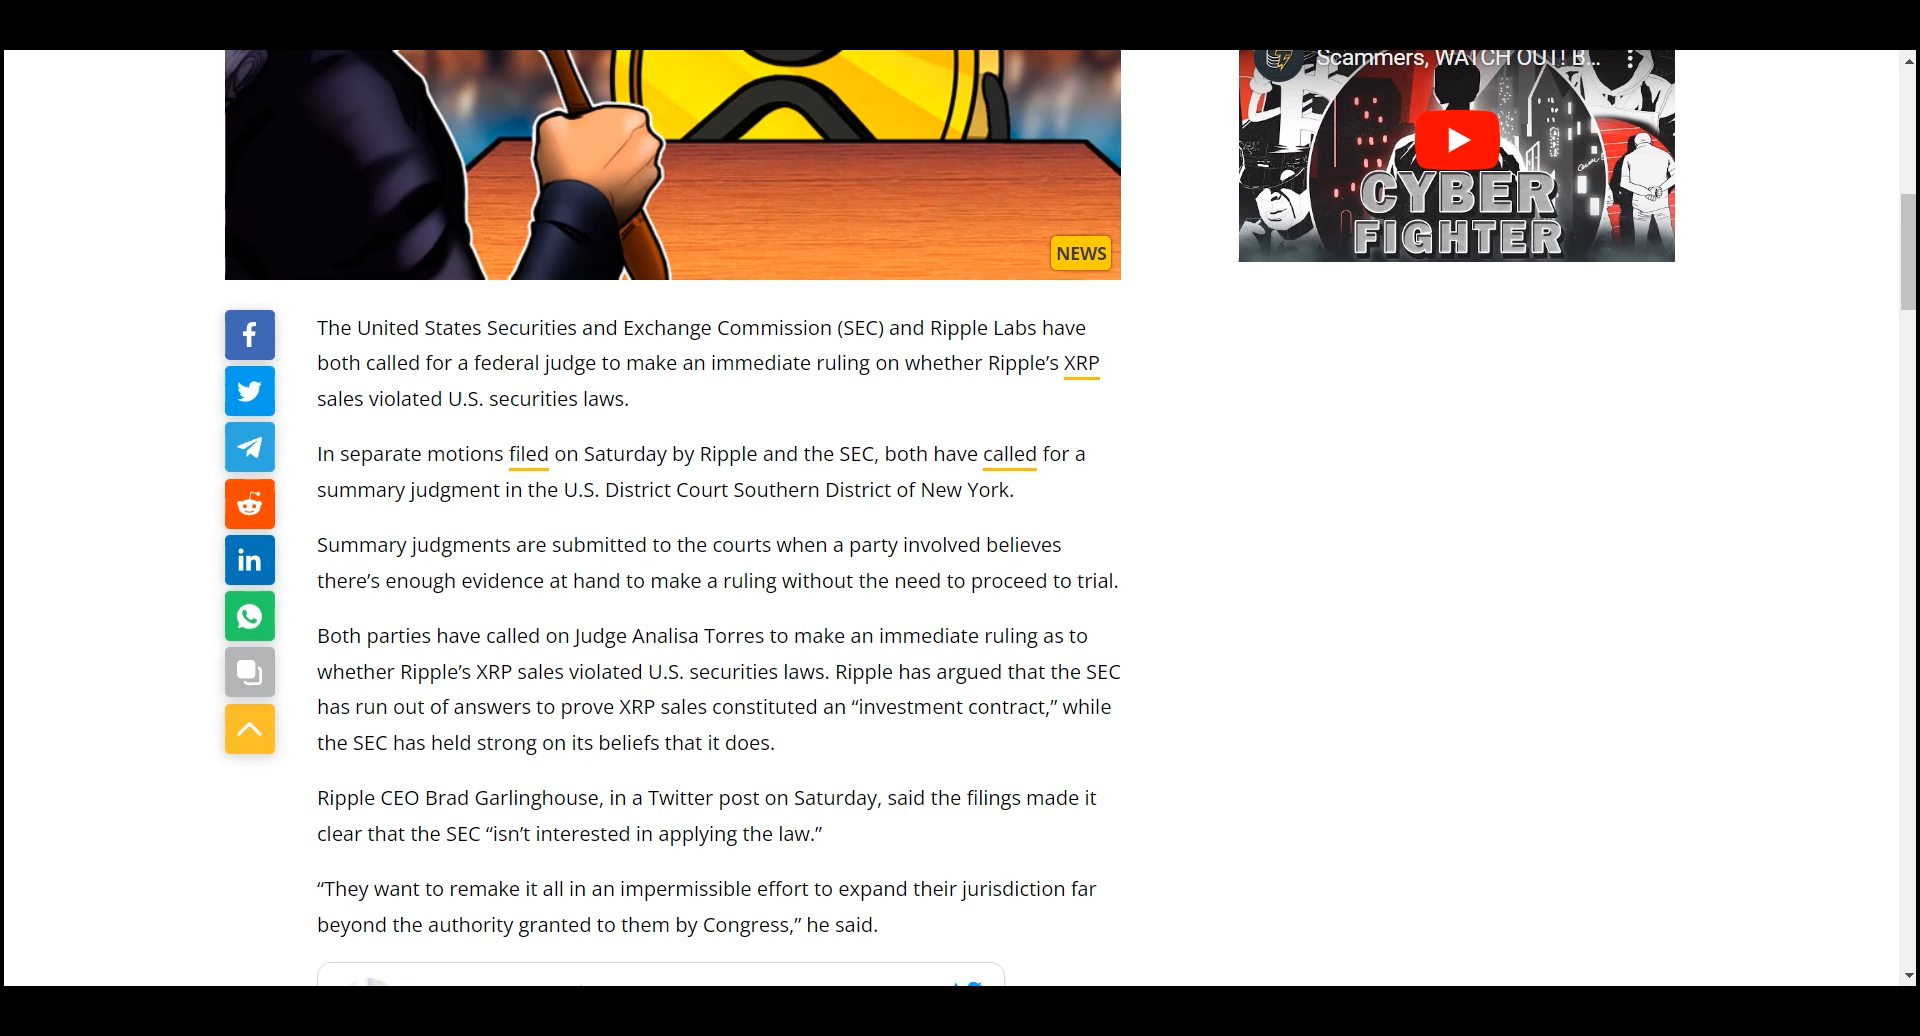 Scammers, WATCH OUT! B...
CYBER
FIGHTER
NEWS
The United States Securities and Exchange Commission (SEC) and Ripple Labs have
both called for a federal judge to make an immediate ruling on whether Ripple’s XRP
sales violated U.S. securities laws.
In separate motions filed on Saturday by Ripple and the SEC, both have called for a
summary judgment in the U.S. District Court Southern District of New York.
Summary judgments are submitted to the courts when a party involved believes
there’s enough evidence at hand to make a ruling without the need to proceed to trial.
Both parties have called on Judge Analisa Torres to make an immediate ruling as to
whether Ripple’s XRP sales violated U.S. securities laws. Ripple has argued that the SEC
has run out of answers to prove XRP sales constituted an “investment contract,” while
the SEC has held strong on its beliefs that it does.
Ripple CEO Brad Garlinghouse, in a Twitter post on Saturday, said the filings made it
clear that the SEC “isn’t interested in applying the law.”
“They want to remake it all in an impermissible effort to expand their jurisdiction far
beyond the authority granted to them by Congress,” he said.